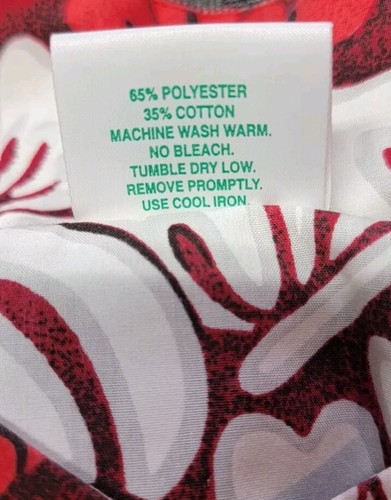 65% POLYESTER
35% COTTON
MACHINE WASH WARM.
NO BLEACH.
TUMBLE DRY LOW.
REMOVE PROMPTLY.
USE COOL IRON.